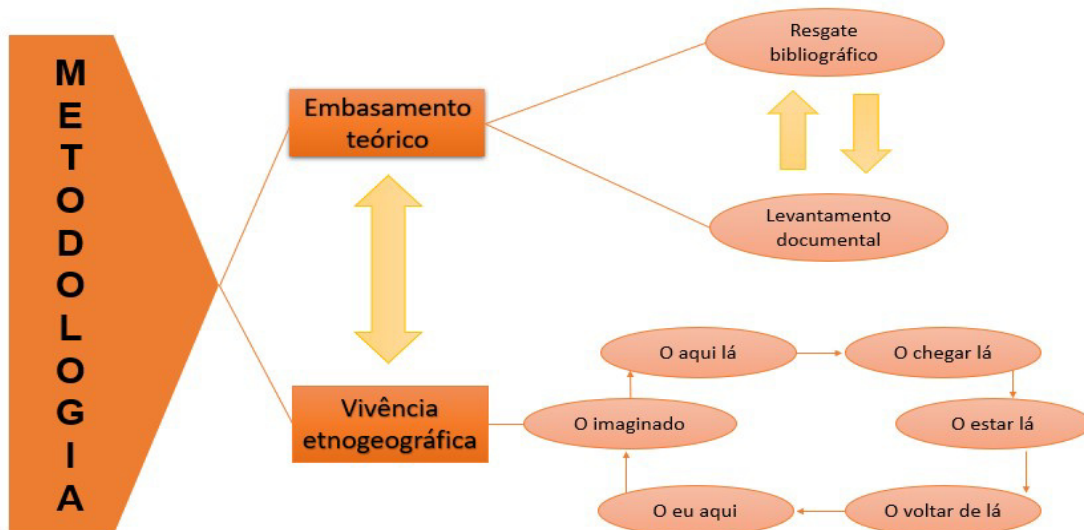 METODOLOGIA
Embasamento
teórico
Resgate
bibliográfico
Levantamento
documental
Vivência
etnogeográfica
O imaginado
O aqui lá
O chegar lá
O estar lá
O voltar de lá
O eu aqui